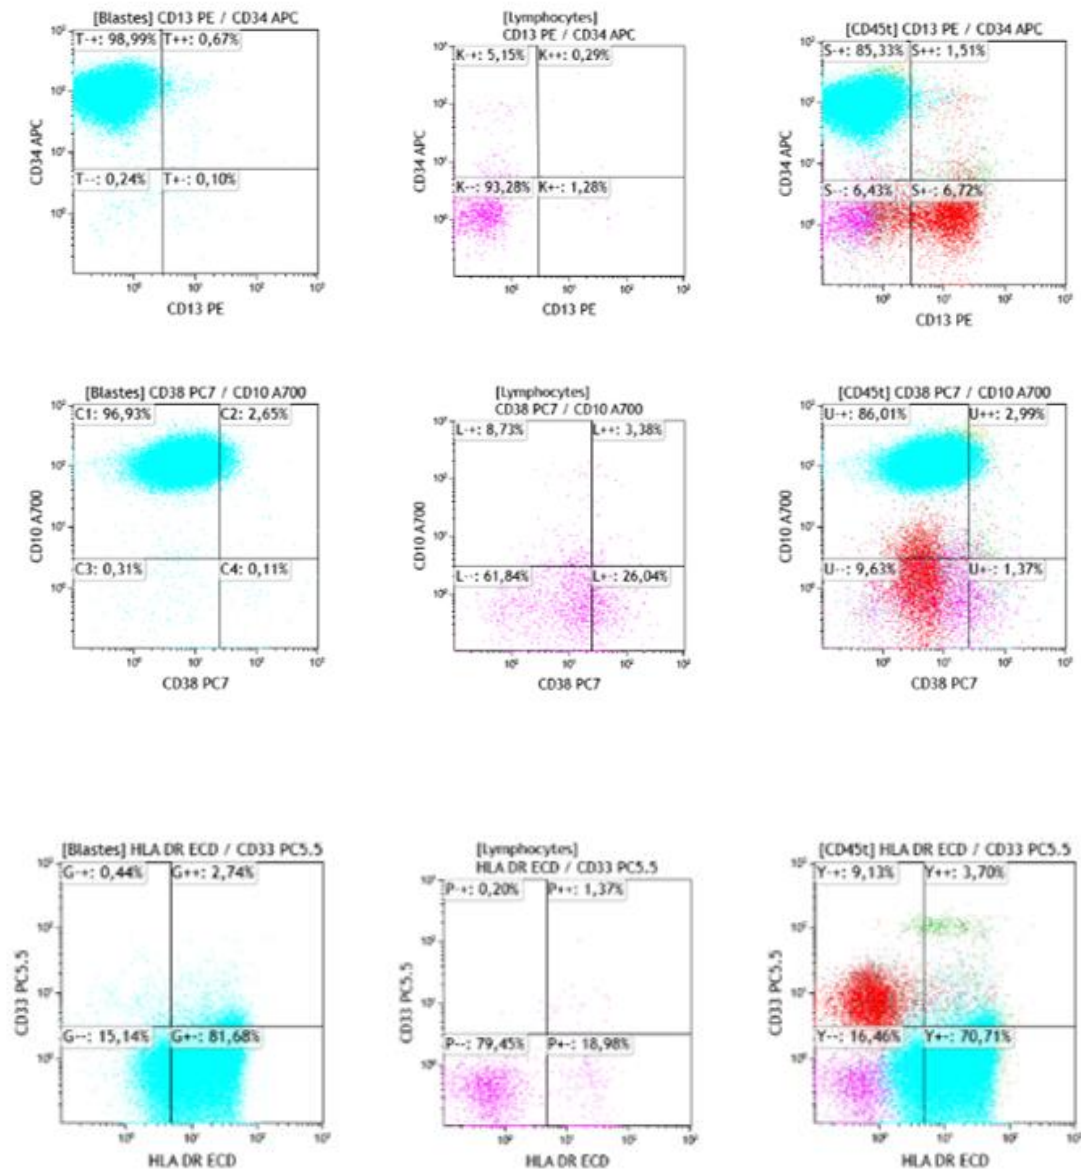 [Blastes] CD13 PE / CD34 APC
T-+: 98,99% T++: 0,67%
CD34 APC
T--: 0,24% T+-: 0,10%
CD13 PE
[Lymphocytes]
CD13 PE / CD34 APC
K-+: 5,15% K++: 0,29%
CD34 APC
K--: 93,28% K+-: 1,28%
CD13 PE
[CD45t] CD13 PE / CD34 APC
S-+: 85,33% S++: 1,51%
CD34 APC
S--: 6,43% S+-: 6,72%
CD13 PE
[Blastes] CD38 PC7 / CD10 A700
C1: 96,93% C2: 2,65%
CD10 A700
C3: 0,31% C4: 0,11%
CD38 PC7
[Lymphocytes]
CD38 PC7 / CD10 A700
L-+: 8,73% L++: 3,38%
CD10 A700
L--: 61,84% L+-: 26,04%
CD38 PC7
[CD45t] CD38 PC7 / CD10 A700
U-+: 86,01% U++: 2,99%
CD10 A700
U--: 9,63% U+-: 1,37%
CD38 PC7
[Blastes] HLA DR ECD / CD33 PC5.5
G-+: 0,44% G++: 2,74%
CD33 PC5.5
G--: 15,14% G+-: 81,68%
HLA DR ECD
[Lymphocytes]
HLA DR ECD / CD33 PC5.5
P-+: 0,20% P++: 1,37%
CD33 PC5.5
P--: 79,45% P+-: 18,98%
HLA DR ECD
[CD45t] HLA DR ECD / CD33 PC5.5
Y-+: 9,13% Y++: 3,70%
CD33 PC5.5
Y--: 16,46% Y+-: 70,71%
HLA DR ECD